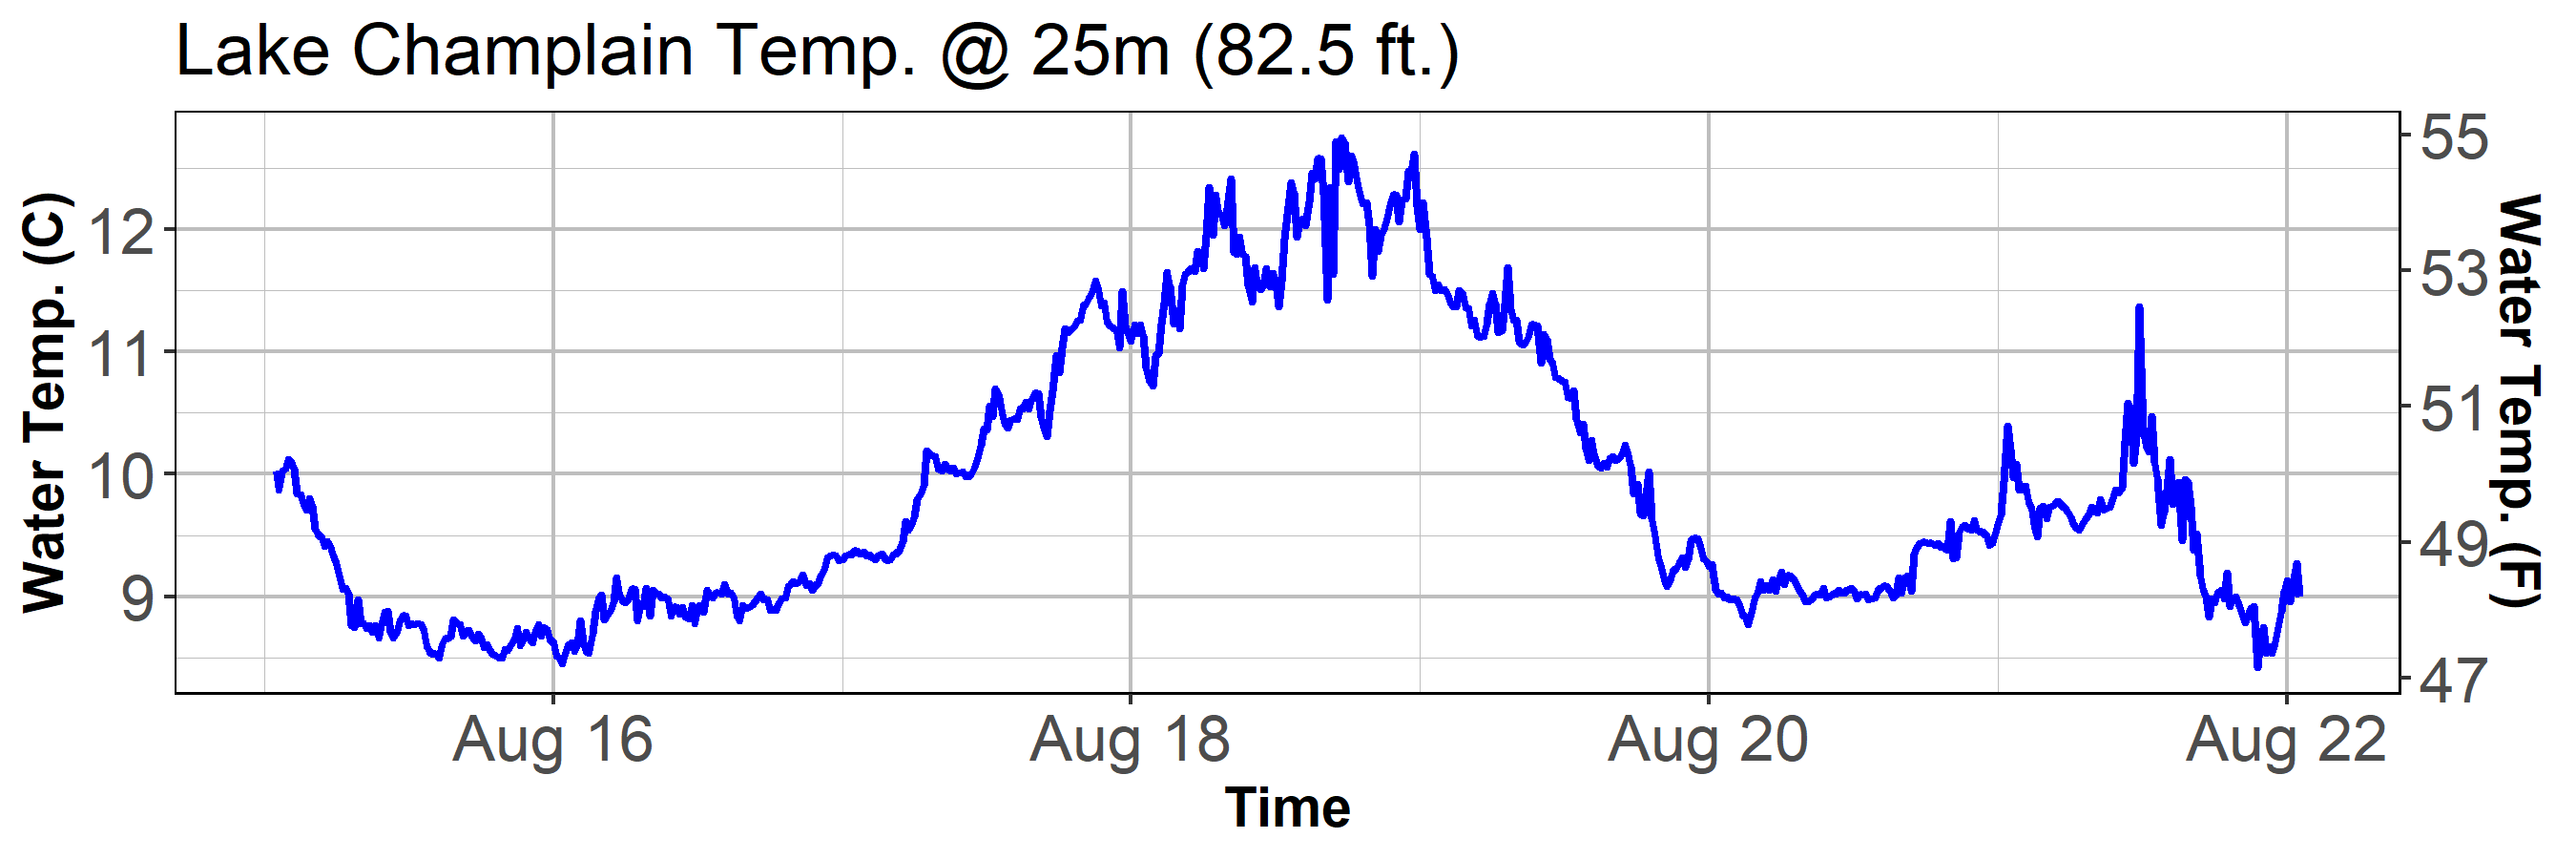 Lake Champlain Temp. @ 25m (82.5 ft.)
Water Temp. (C)
12
11
10
9
55
53
51
49
47
Water Temp. (F)
Aug 16
Aug 18
Aug 20
Aug 22
Time